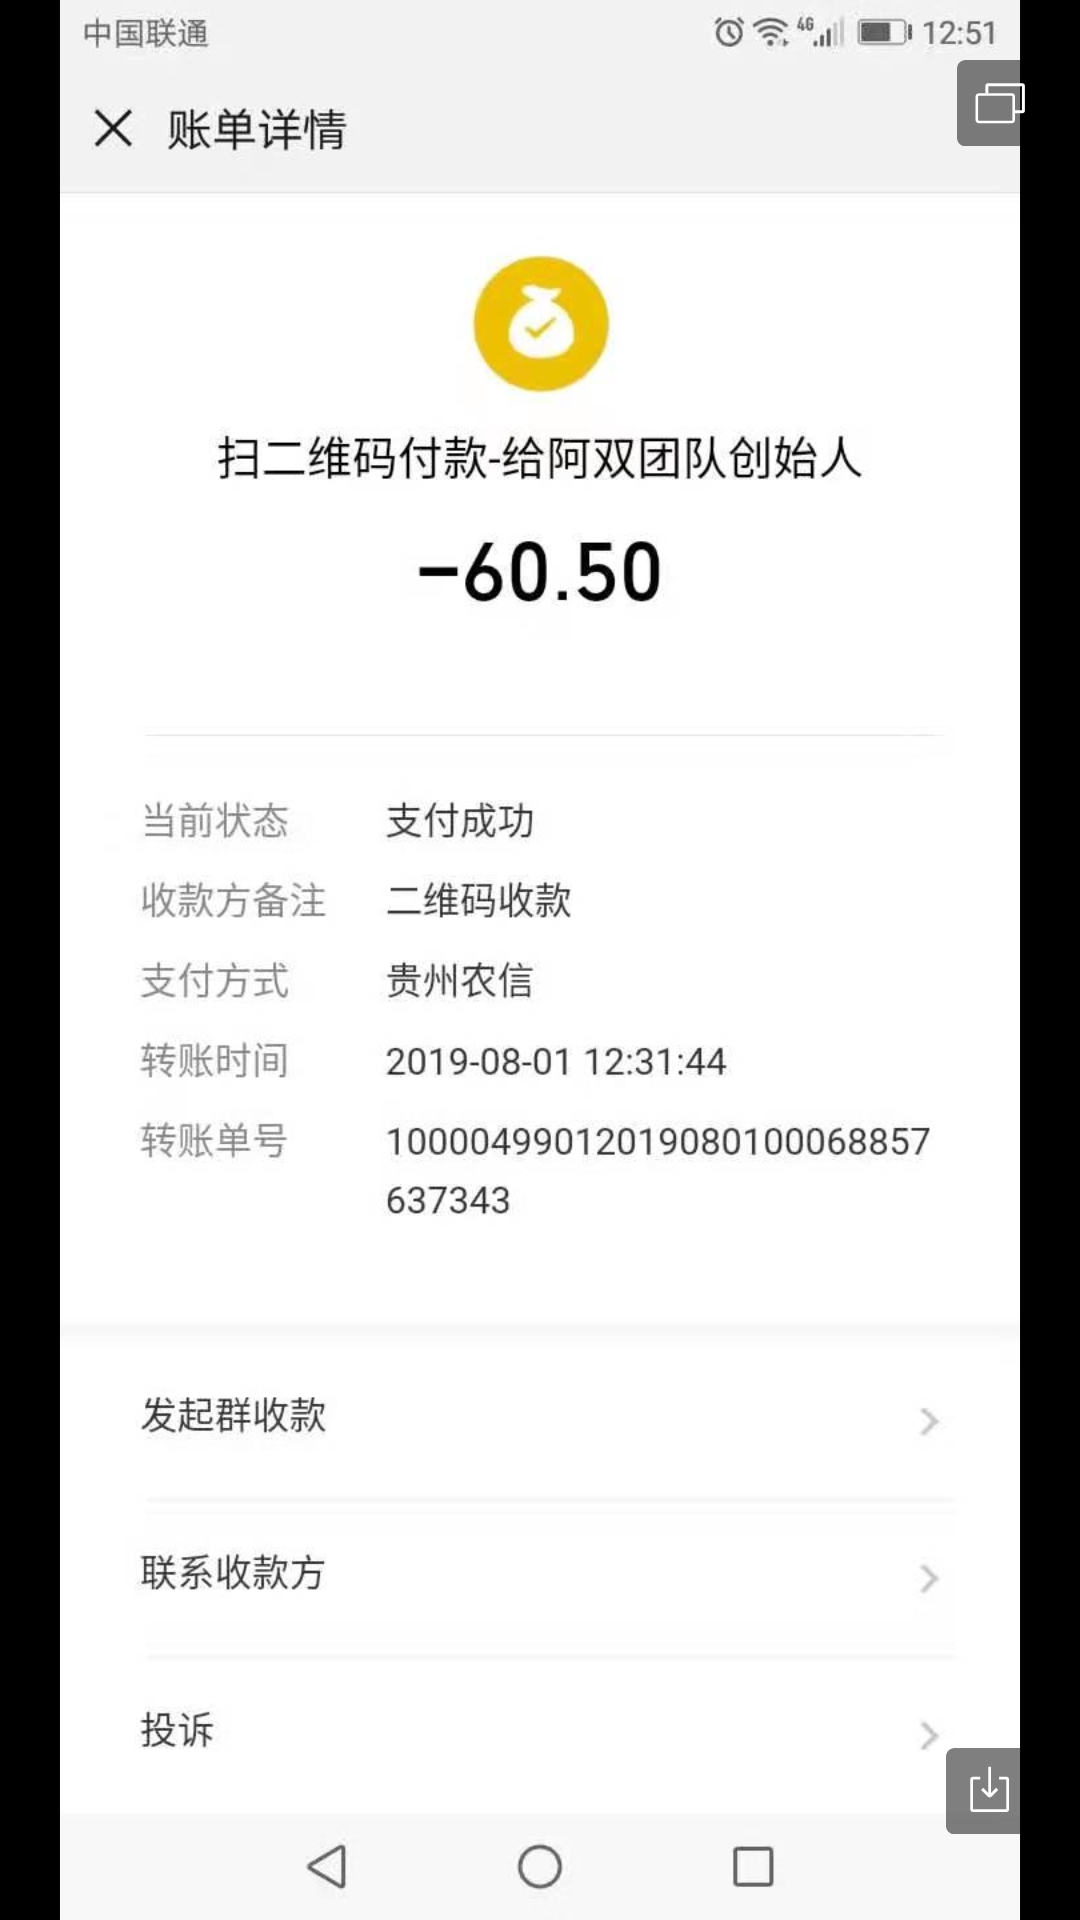 中国联通 4G 12:51
账单详情
扫二维码付款-给阿双团队创始人
-60.50
当前状态 支付成功
收款方备注 二维码收款
支付方式 贵州农信
转账时间 2019-08-01 12:31:44
转账单号 1000049901201908010006885​7
637343
发起群收款
联系收款方
投诉